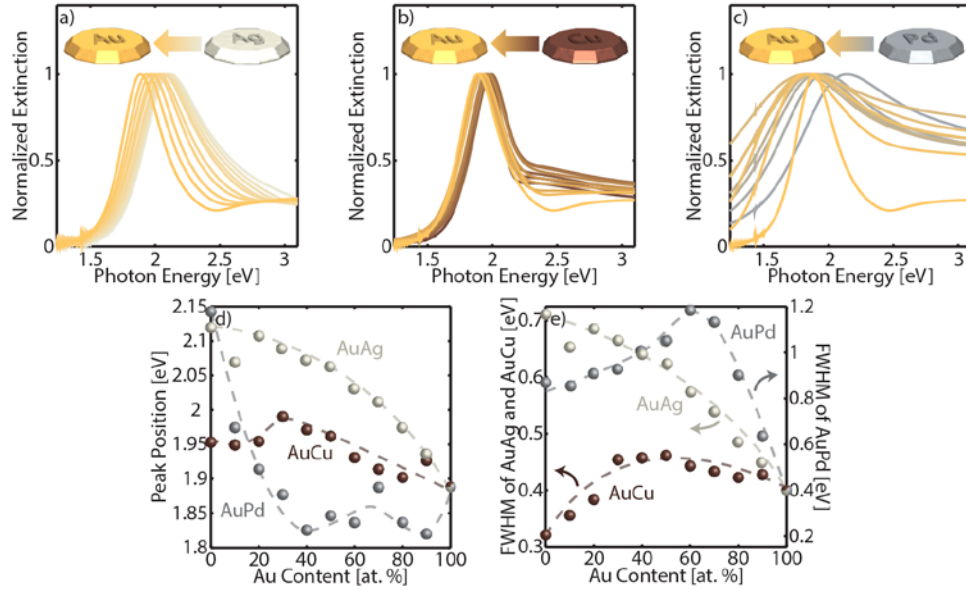 a)
Au
Ag
Normalized Extinction
1
0.5
0
1.5
2
2.5
3
Photon Energy [eV]
b)
Au
Cu
Normalized Extinction
1
0.5
0
1.5
2
2.5
3
Photon Energy [eV]
c)
Au
Pd
Normalized Extinction
1
0.5
0
1.5
2
2.5
3
Photon Energy [eV]
d)
Peak Position [eV]
2.15
2.1
2.05
2
1.95
1.9
1.85
1.8
AuAg
AuCu
AuPd
0
20
40
60
80
100
Au Content [at. %]
e)
FWHM of AuAg and AuCu [eV]
0.7
0.6
0.5
0.4
0.3
AuPd
AuAg
AuCu
1.2
1
0.8
0.6
0.4
0.2
FWHM of AuPd [eV]
0
20
40
60
80
100
Au Content [at. %]